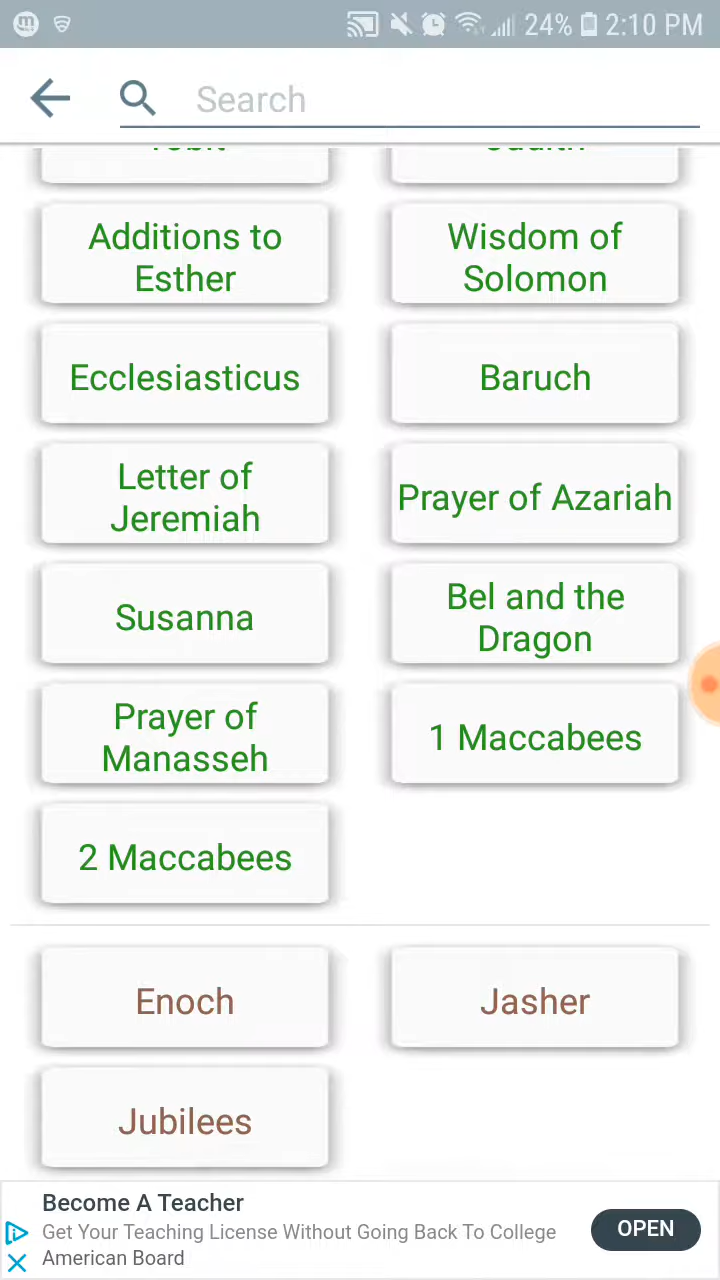 24% 2:10 PM
Search
Additions to
Esther
Wisdom of
Solomon
Ecclesiasticus
Baruch
Letter of
Jeremiah
Prayer of Azariah
Susanna
Bel and the
Dragon
Prayer of
Manasseh
1 Maccabees
2 Maccabees
Enoch
Jasher
Jubilees
Become A Teacher
Get Your Teaching License Without Going Back To College
American Board
OPEN